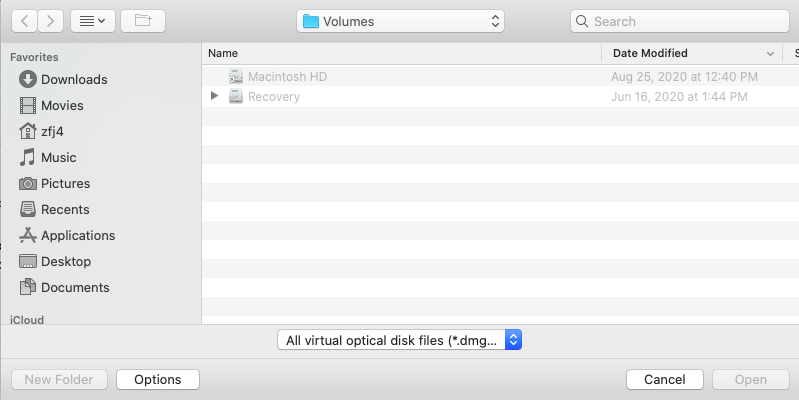 Volumes
Search
Favorites
Downloads
Movies
zfj4
Music
Pictures
Recents
Applications
Desktop
Documents
iCloud
Name Date Modified S
Macintosh HD Aug 25, 2020 at 12:40 PM
Recovery Jun 16, 2020 at 1:44 PM
All virtual optical disk files (*.dmg...
New Folder Options Cancel Open